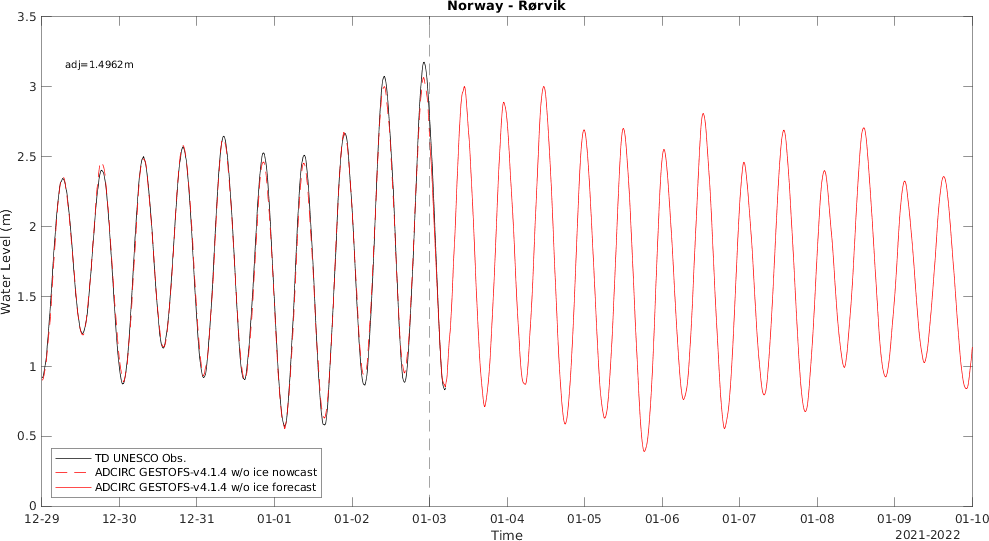 Norway - Rørvik
3.5
adj=1.4962m
3
2.5
2
1.5
1
0.5
0
Water Level (m)
TD UNESCO Obs.
ADCIRC GESTOFS-v4.1.4 w/o ice nowcast
ADCIRC GESTOFS-v4.1.4 w/o ice forecast
12-29 12-30 12-31 01-01 01-02 01-03 01-04 01-05 01-06 01-07 01-08 01-09 01-10
Time
2021-2022